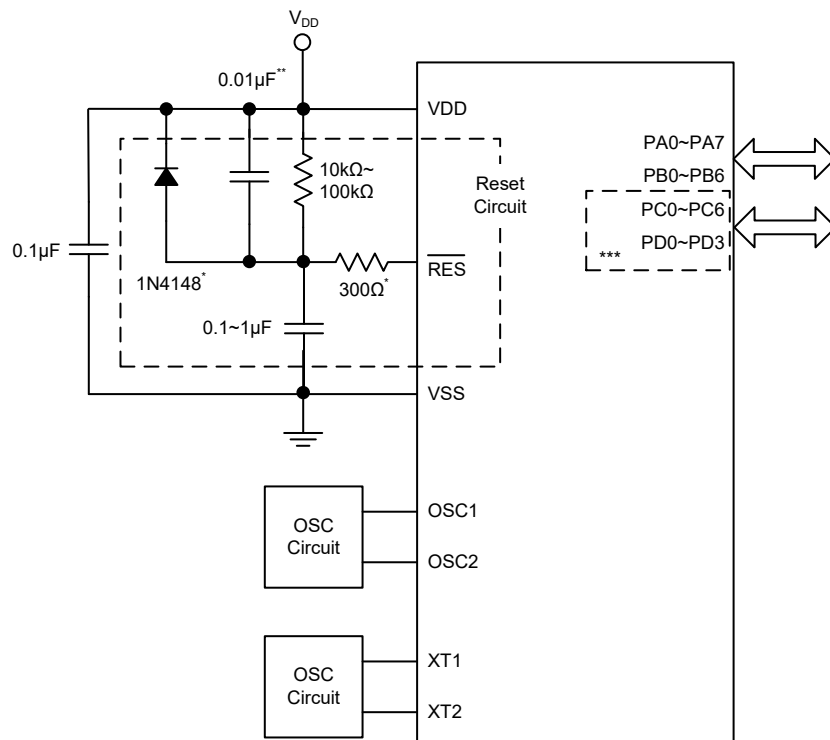 VDD
0.01µF**
VDD
10kΩ~
100kΩ
Reset
Circuit
0.1µF
1N4148*
300Ω*
RES
0.1~1µF
VSS
PA0~PA7
PB0~PB6
PC0~PC6
PD0~PD3
***
OSC
Circuit
OSC1
OSC2
OSC
Circuit
XT1
XT2